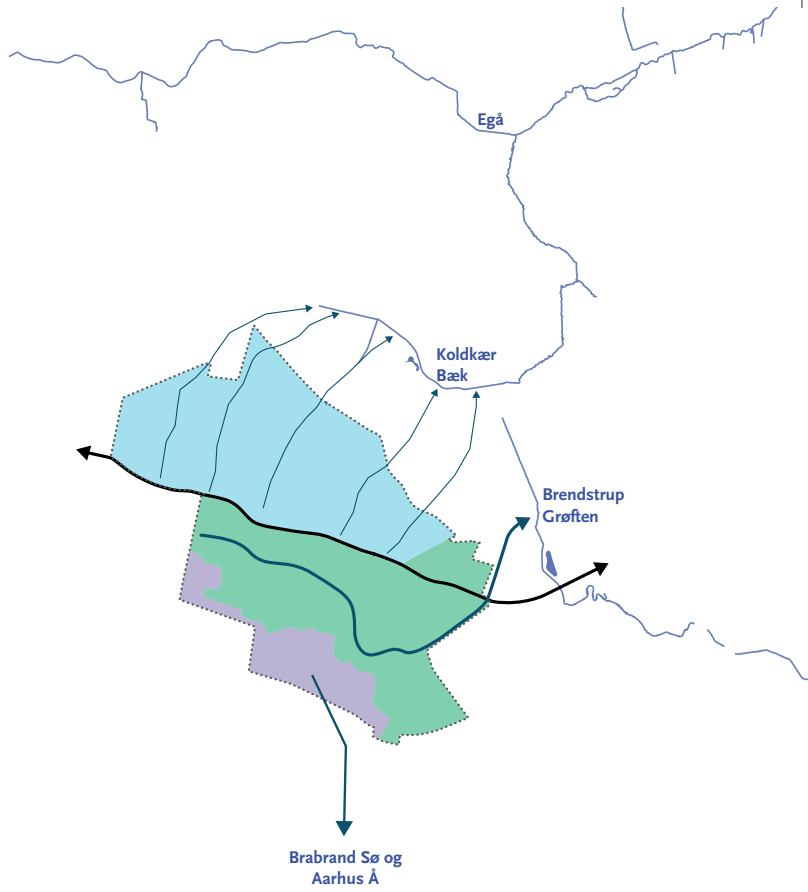 Egå
Koldkær
Bæk
Brendstrup
Grøften
Brabrand Sø og
Aarhus Å